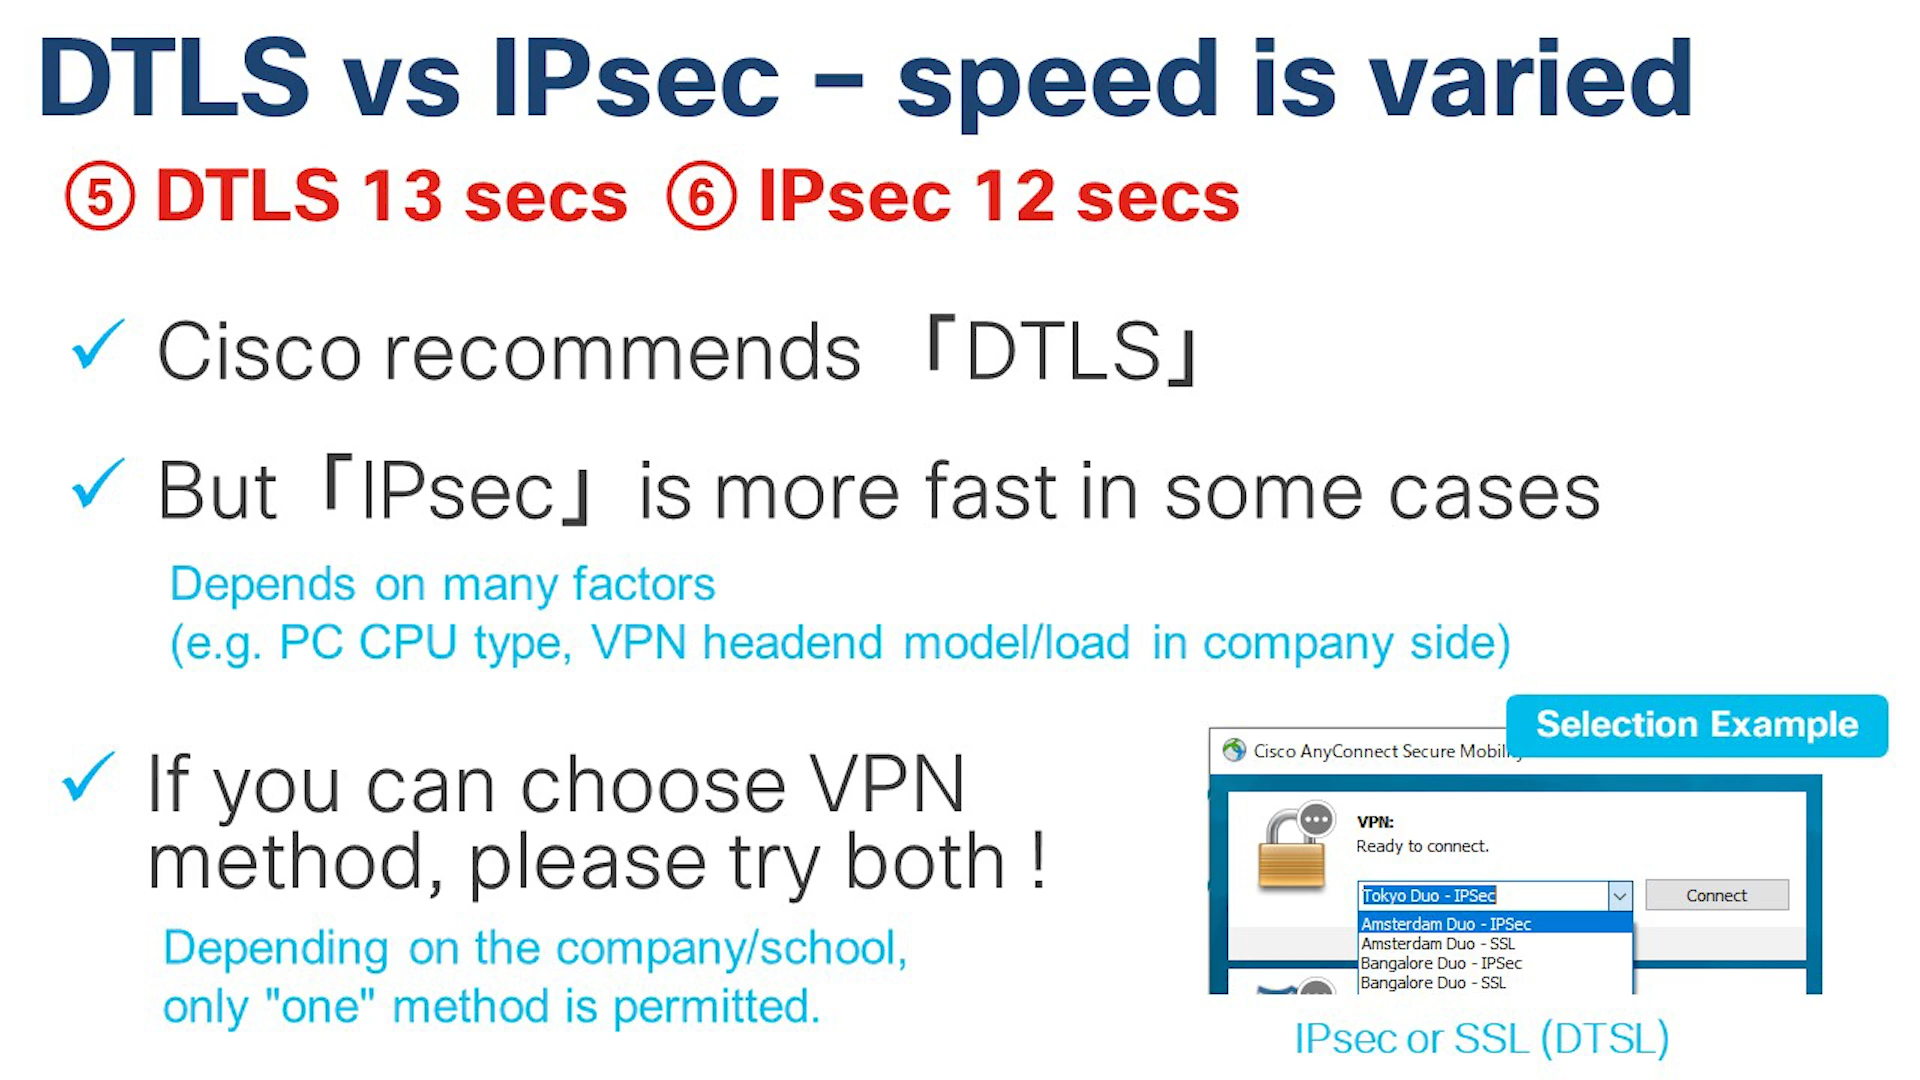 DTLS vs IPsec – speed is varied
⑤ DTLS 13 secs ⑥ IPsec 12 secs
✓ Cisco recommends 「DTLS」
✓ But「IPsec」 is more fast in some cases
Depends on many factors
(e.g. PC CPU type, VPN headend model/load in company side)
✓ If you can choose VPN
method, please try both !
Depending on the company/school,
only "one" method is permitted.
Selection Example
Cisco AnyConnect Secure
VPN:
Ready to connect.
Tokyo Duo - IPSec
Connect
Amsterdam Duo - IPSec
Amsterdam Duo - SSL
Bangalore Duo - IPSec
Bangalore Duo - SSL
IPsec or SSL (DTSL)